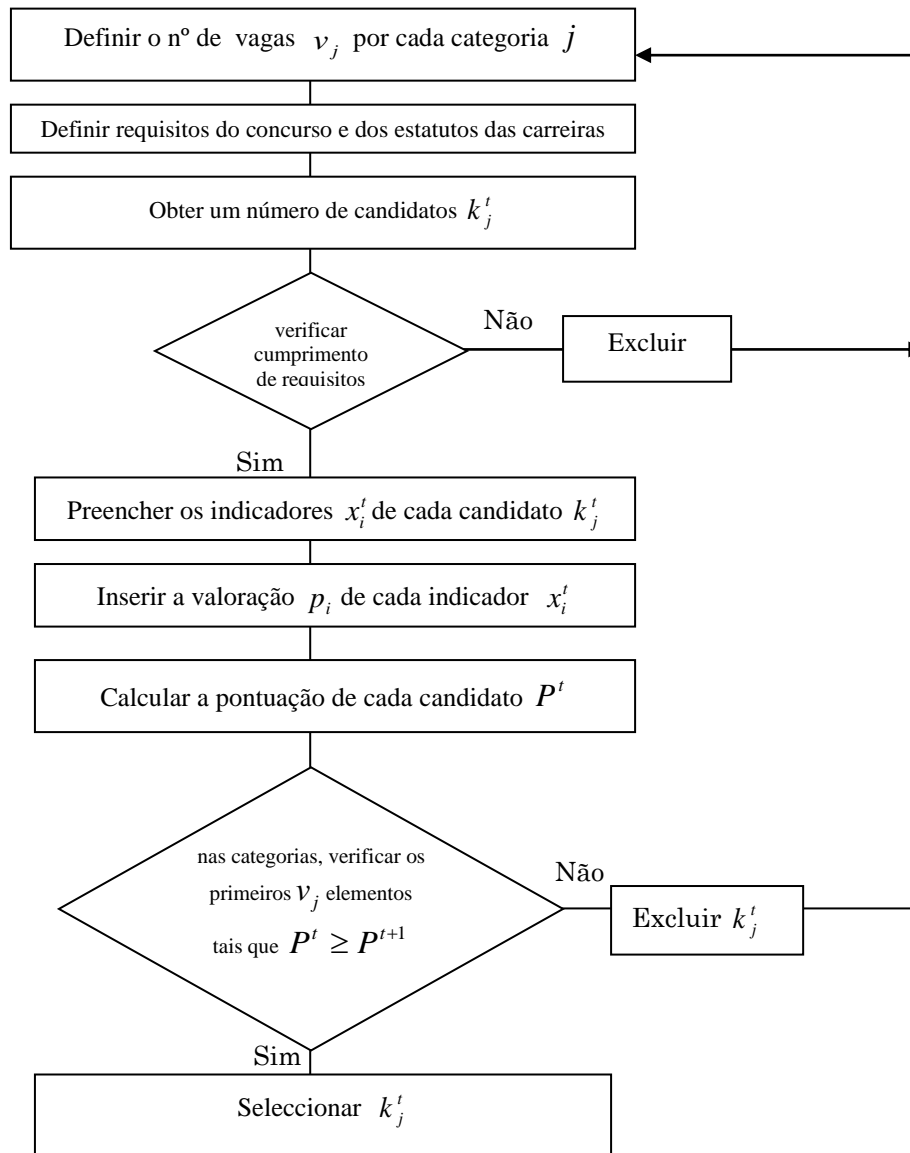 Definir o nº de vagas v_j por cada categoria j
Definir requisitos do concurso e dos estatutos das carreiras
Obter um número de candidatos k_j^t
verificar
cumprimento
de requisitos
Não
Excluir
Sim
Preencher os indicadores x_i^t de cada candidato k_j^t
Inserir a valoração p_i de cada indicador x_i^t
Calcular a pontuação de cada candidato P^t
nas categorias, verificar os
primeiros v_j elementos
tais que P^t ≥ P^{t+1}
Não
Excluir k_j^t
Sim
Seleccionar k_j^t